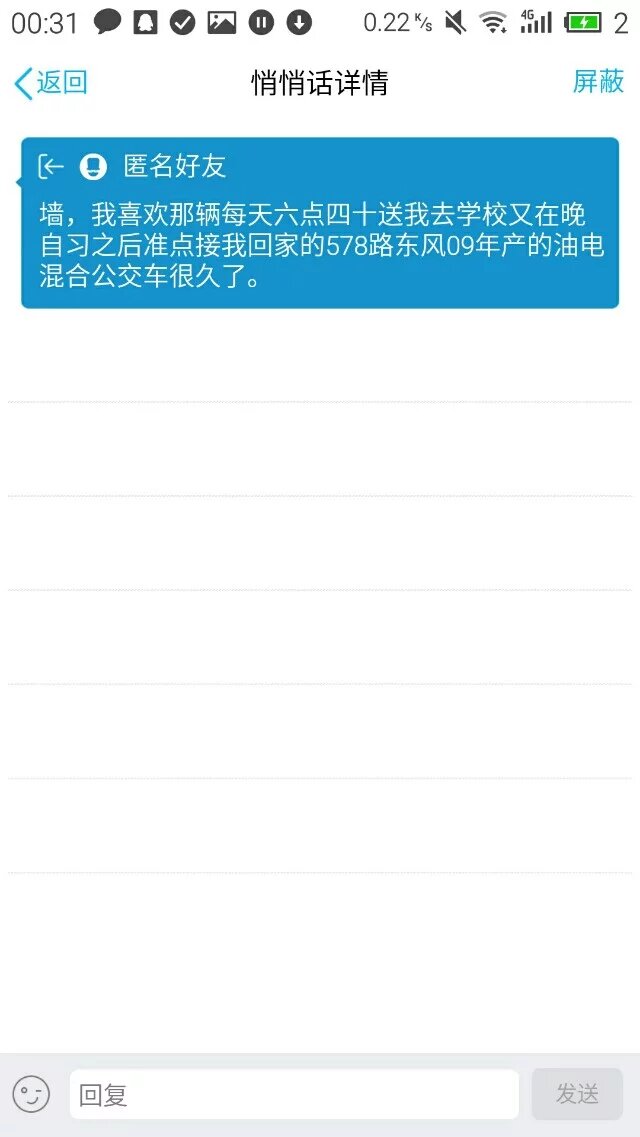 00:31 0.22 K/s 4G 2
返回 悄悄话详情 屏蔽
匿名好友
墙，我喜欢那辆每天六点四十送我去学校又在晚
自习之后准点接我回家的578路东风09年产的油电
混合公交车很久了。
回复 发送